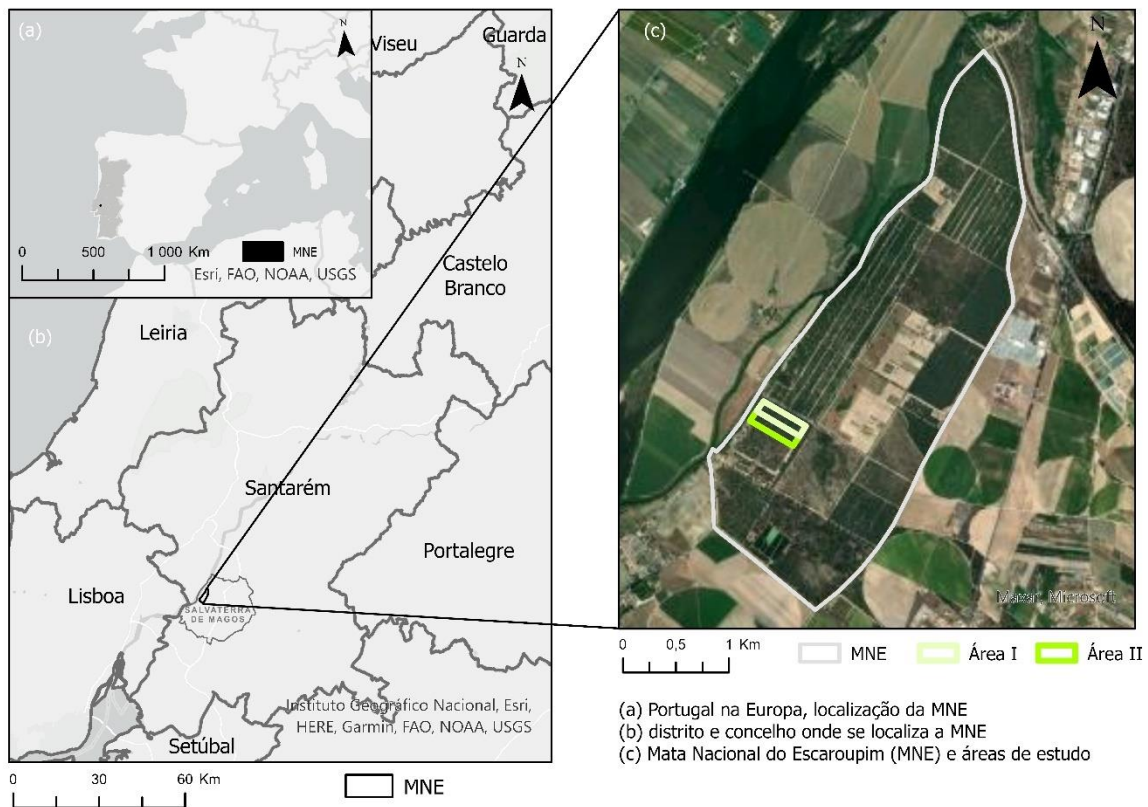 (a)
N
Viseu
Guarda
N
0 500 1 000 Km
MNE
Esri, FAO, NOAA, USGS
Castelo
Branco
(b)
Leiria
Santarém
Portalegre
Lisboa
SALVATERRA
DE MAGOS
Instituto Geográfico Nacional, Esri,
HERE, Garmin, FAO, NOAA, USGS
Setúbal
0 30 60 Km
MNE
(c)
N
Maxar, Microsoft
0 0,5 1 Km
MNE
Área I
Área II
(a) Portugal na Europa, localização da MNE
(b) distrito e concelho onde se localiza a MNE
(c) Mata Nacional do Escaroupim (MNE) e áreas de estudo